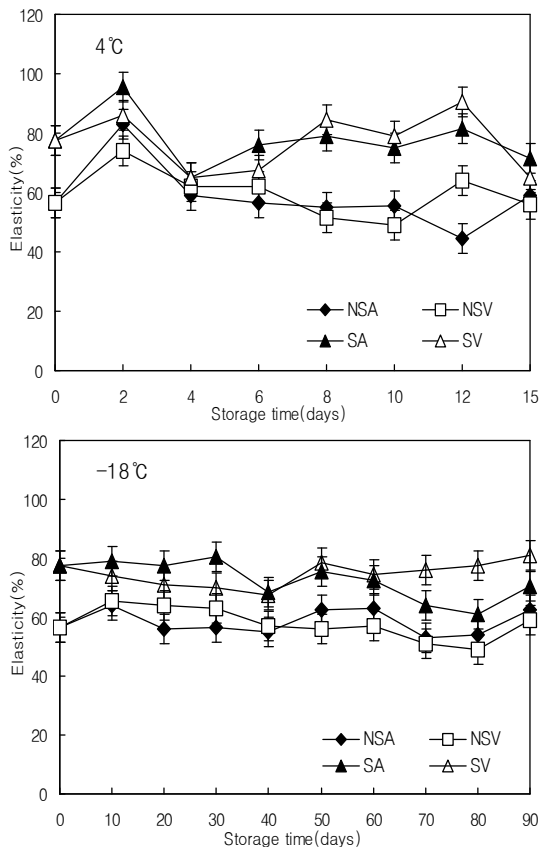 120
4℃
100
80
60
40
20
0
Elasticity(%)
NSA
NSV
SA
SV
0 2 4 6 8 10 12 15
Storage time(days)
120
−18℃
100
80
60
40
20
0
Elasticity(%)
NSA
NSV
SA
SV
0 10 20 30 40 50 60 70 80 90
Storage time(days)